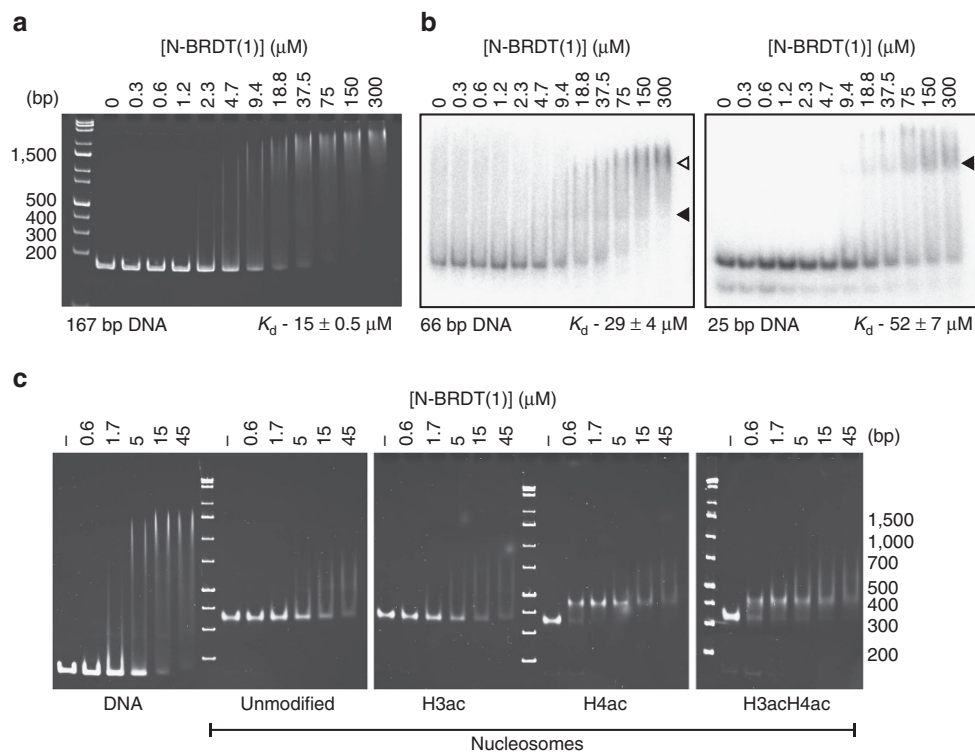 a
[N-BRDT(1)] (μM)
(bp)
0 0.3 0.6 1.2 2.3 4.7 9.4 18.8 37.5 75 150 300
1,500
500
400
300
200
167 bp DNA Kd - 15 ± 0.5 μM
b
[N-BRDT(1)] (μM) [N-BRDT(1)] (μM)
0 0.3 0.6 1.2 2.3 4.7 9.4 18.8 37.5 75 150 300 0 0.3 0.6 1.2 2.3 4.7 9.4 18.8 37.5 75 150 300
66 bp DNA Kd - 29 ± 4 μM 25 bp DNA Kd - 52 ± 7 μM
c
[N-BRDT(1)] (μM)
– 0.6 1.7 5 15 45 – 0.6 1.7 5 15 45 – 0.6 1.7 5 15 45 – 0.6 1.7 5 15 45 – 0.6 1.7 5 15 45 (bp)
1,500
1,000
700
500
400
300
200
DNA Unmodified H3ac H4ac H3acH4ac
Nucleosomes